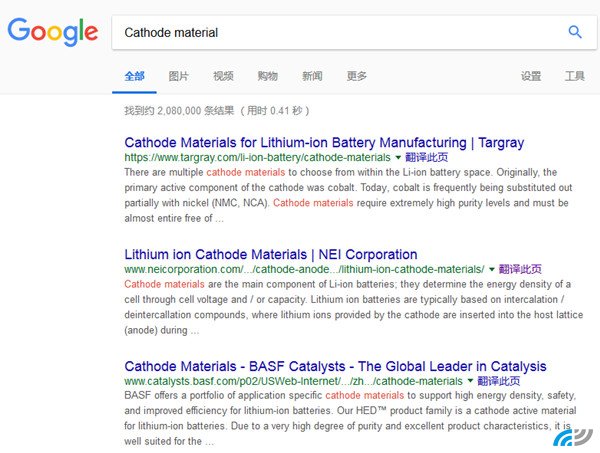 Google
Cathode material
全部 图片 视频 购物 新闻 更多 设置 工具
找到约 2,080,000 条结果 （用时 0.41 秒）
Cathode Materials for Lithium-ion Battery Manufacturing | Targray
https://www.targray.com/li-ion-battery/cathode-materials 翻译此页
There are multiple cathode materials to choose from within the Li-ion battery space. Originally, the
primary active component of the cathode was cobalt. Today, cobalt is frequently being substituted out
partially with nickel (NMC, NCA). Cathode materials require extremely high purity levels and must be
almost entire free of ...
Lithium ion Cathode Materials | NEI Corporation
www.neicorporation.com/.../cathode-anode.../lithium-ion-cathode-materials/ 翻译此页
Cathode materials are the main component of Li-ion batteries; they determine the energy density of a
cell through cell voltage and / or capacity. Lithium ion batteries are typically based on intercalation /
deintercallation compounds, where lithium ions provided by the cathode are inserted into the host lattice
(anode) during ...
Cathode Materials - BASF Catalysts - The Global Leader in Catalysis
www.catalysts.basf.com/p02/USWeb-Internet/.../zh.../cathode-materials 翻译此页
BASF offers a portfolio of application specific cathode materials to support high energy density, safety,
and improved efficiency for lithium-ion batteries. Our HED™ product family is a cathode active material
for lithium-ion batteries. Due to a very high degree of purity and excellent product characteristics, it is
well suited for the ...